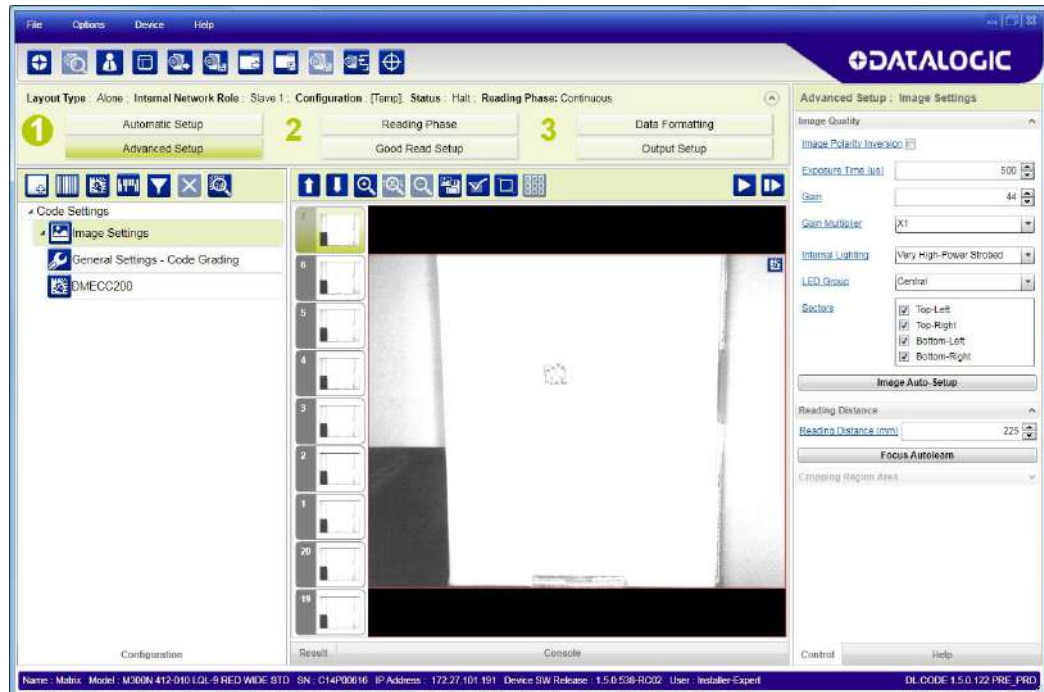 File Options Device Help
DATALOGIC
Layout Type : Alone ; Internal Network Role : Slave 1 ; Configuration : [Temp] Status : Halt ; Reading Phase: Continuous
1 Automatic Setup 2 Reading Phase 3 Data Formatting
Advanced Setup Good Read Setup Output Setup
Code Settings
Image Settings
General Settings - Code Grading
DMECC200
7
6
5
4
3
2
1
20
19
Configuration
Result Console
Advanced Setup : Image Settings
Image Quality
Image Polarity Inversion
Exposure Time (us) 500
Gain 44
Gain Multiplier X1
Internal Lighting Very High-Power Strobed
LED Group Central
Sectors Top-Left
Top-Right
Bottom-Left
Bottom-Right
Image Auto-Setup
Reading Distance
Reading Distance (mm) 225
Focus Autolearn
Cropping Region Area
Control Help
Name : Matrix Model : M300N 412-010 LQL-9 RED WIDE STD SN : C14P00616 IP Address : 172.27.101.191 Device SW Release : 1.5.0.538-RC02 User : Installer-Expert DL.CODE 1.5.0.122 PRE_PRD